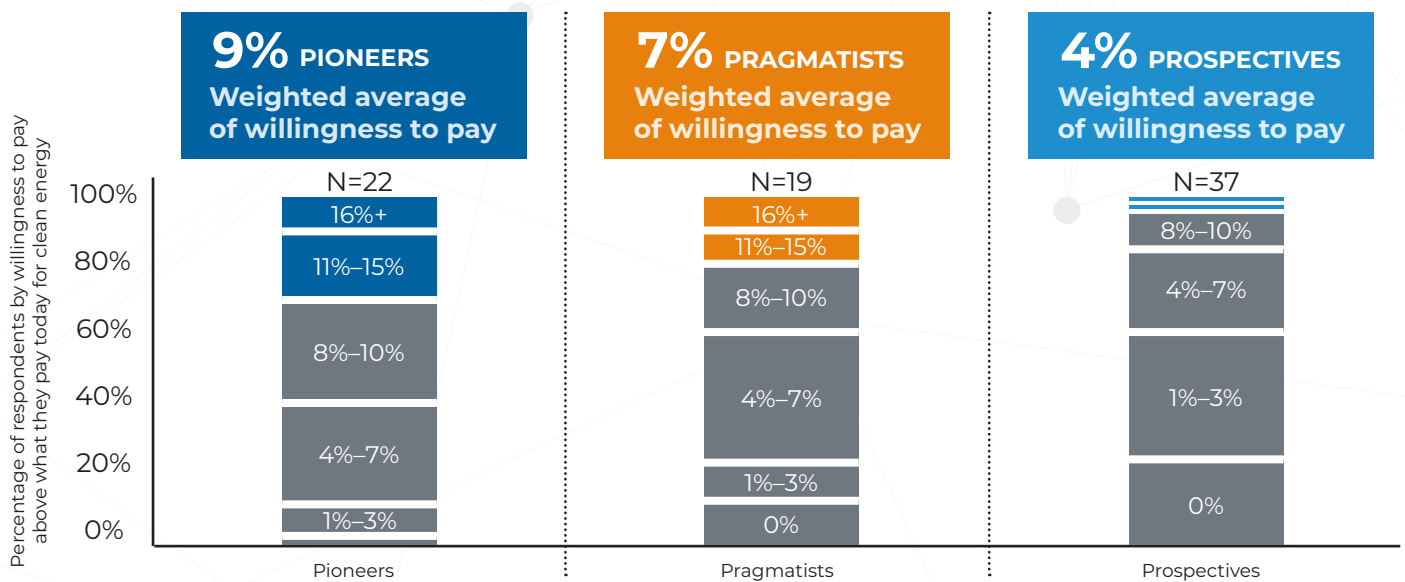 9% PIONEERS
Weighted average
of willingness to pay
7% PRAGMATISTS
Weighted average
of willingness to pay
4% PROSPECTIVES
Weighted average
of willingness to pay
Percentage of respondents by willingness to pay
above what they pay today for clean energy
100%
80%
60%
40%
20%
0%
N=22
16%+
11%–15%
8%–10%
4%–7%
1%–3%
Pioneers
N=19
16%+
11%–15%
8%–10%
4%–7%
1%–3%
0%
Pragmatists
N=37
8%–10%
4%–7%
1%–3%
0%
Prospectives